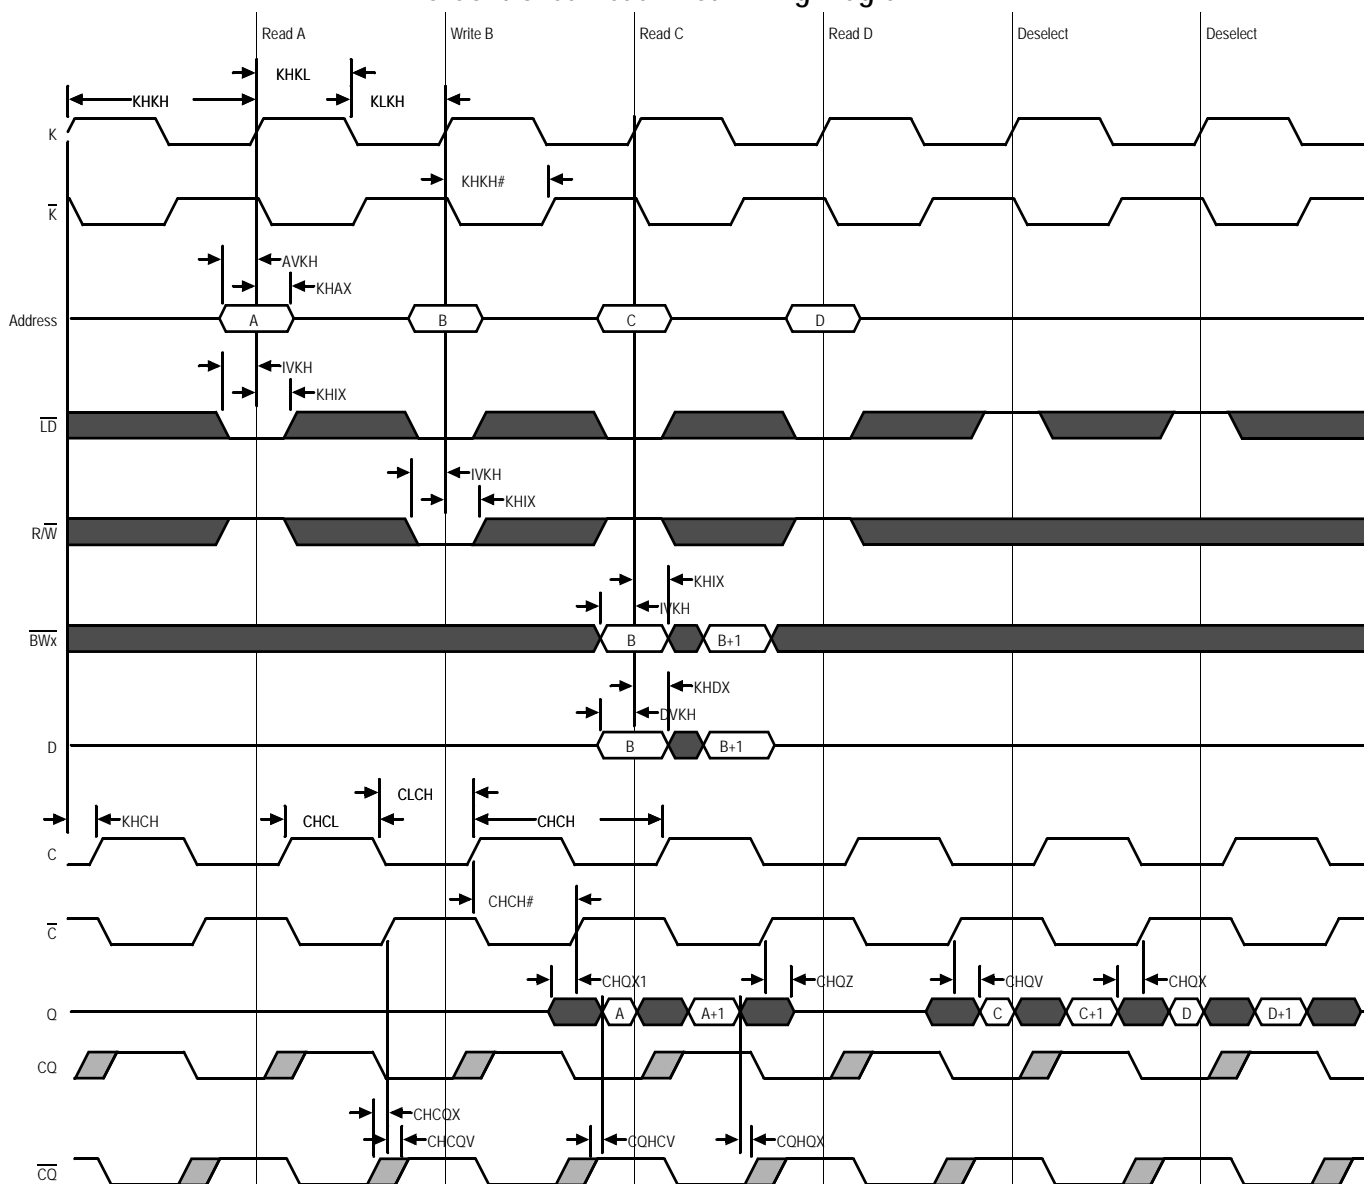 Read A Write B Read C Read D Deselect Deselect
KHKL
KHKH KLKH
K
KHKH#
K
AVKH
KHAX
Address A B C D
IVKH
KHIX
LD
IVKH
KHIX
R/W
KHIX
IVKH
BWx B B+1
KHDX
DVKH
D B B+1
CLCH
KHCH CHCL CHCH
C
CHCH#
C
CHQX1 CHQZ CHQV CHQX
Q A A+1 C C+1 D D+1
CQ
CHCQX
CHCQV CQHCV CQHQX
CQ